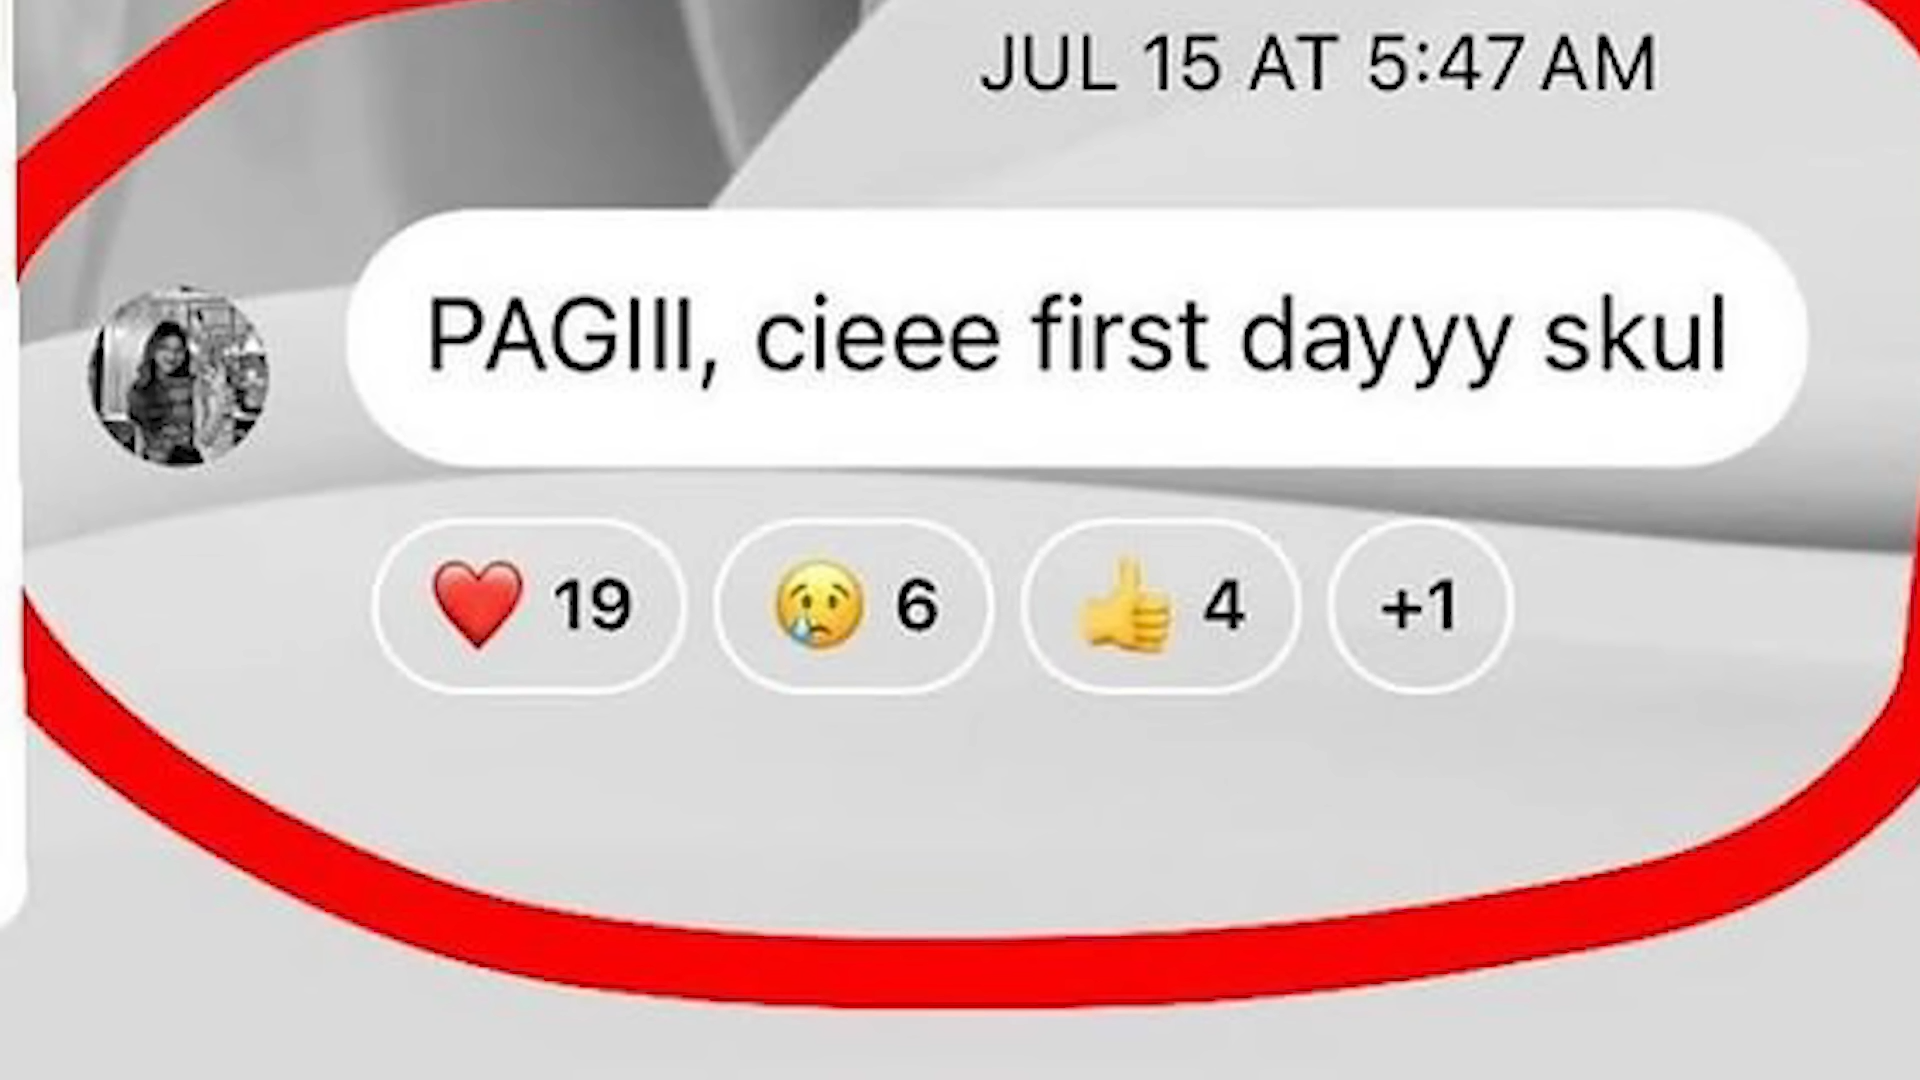 JUL 15 AT 5:47 AM
PAGIII, cieee first dayyy skul
❤️ 19 😢 6 👍 4 +1